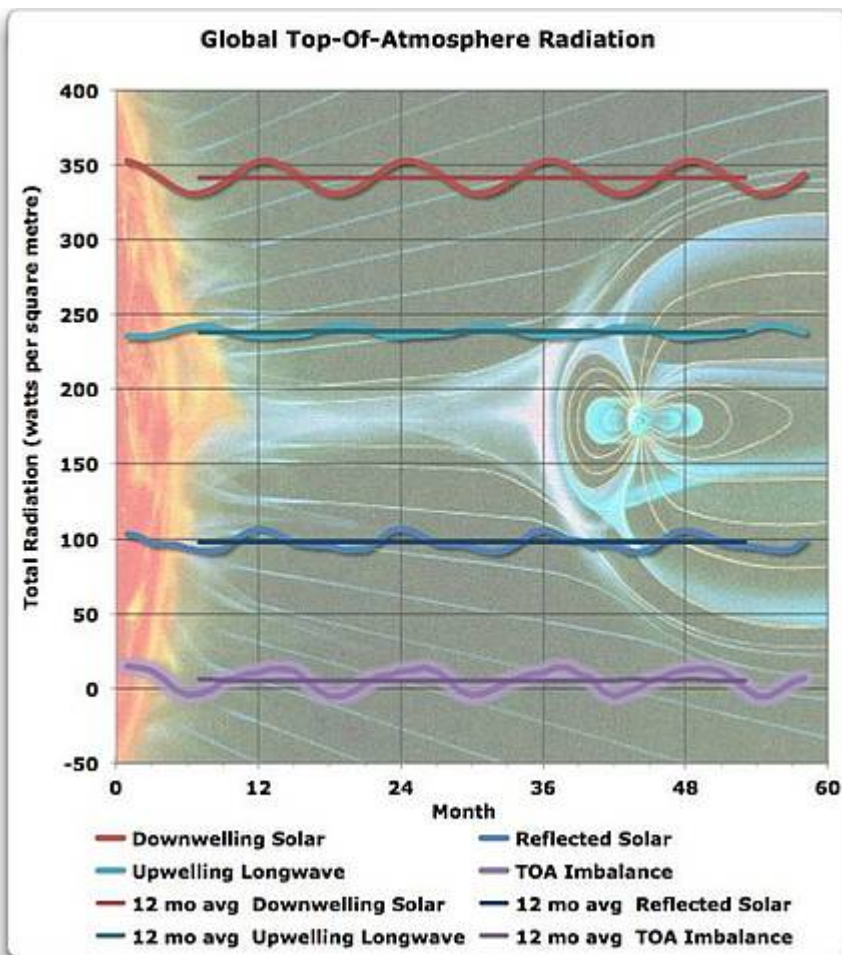 Global Top-Of-Atmosphere Radiation
Total Radiation (watts per square metre)
400
350
300
250
200
150
100
50
0
-50
0 12 24 36 48 60
Month
Downwelling Solar Reflected Solar
Upwelling Longwave TOA Imbalance
12 mo avg Downwelling Solar 12 mo avg Reflected Solar
12 mo avg Upwelling Longwave 12 mo avg TOA Imbalance